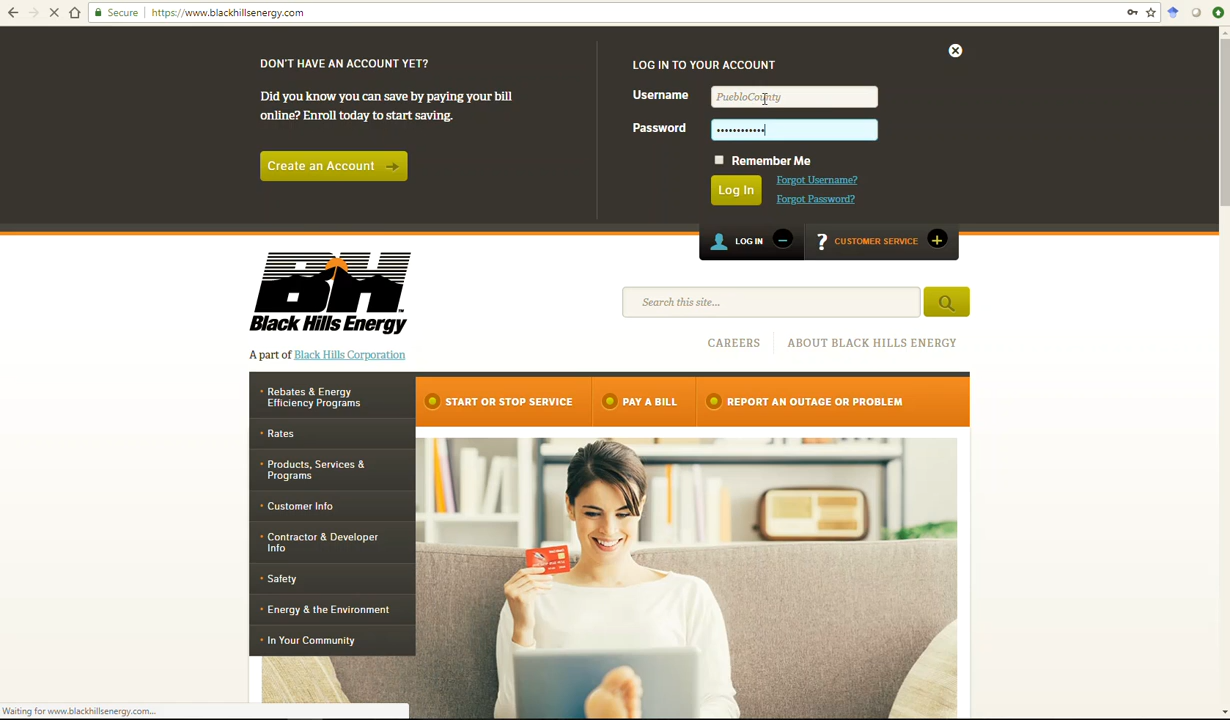 Secure | https://www.blackhillsenergy.com
DON'T HAVE AN ACCOUNT YET?
Did you know you can save by paying your bill
online? Enroll today to start saving.
Create an Account
LOG IN TO YOUR ACCOUNT
Username
PuebloCounty
Password
••••••••••••
Remember Me
Log In
Forgot Username?
Forgot Password?
LOG IN
? CUSTOMER SERVICE
BH
Black Hills Energy
A part of Black Hills Corporation
Search this site...
CAREERS
ABOUT BLACK HILLS ENERGY
Rebates & Energy
Efficiency Programs
Rates
Products, Services &
Programs
Customer Info
Contractor & Developer
Info
Safety
Energy & the Environment
In Your Community
START OR STOP SERVICE
PAY A BILL
REPORT AN OUTAGE OR PROBLEM
Waiting for www.blackhillsenergy.com...